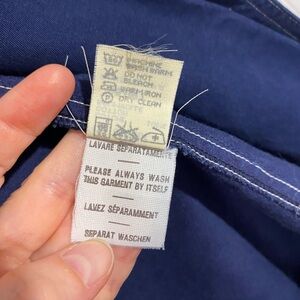 MACHINE
WASH WARM
DO NOT
BLEACH
WARM IRON
DRY CLEAN
LAVARE SEPARATAMENTE
PLEASE ALWAYS WASH
THIS GARMENT BY ITSELF
LAVEZ SÉPARAMMENT
SEPARAT WASCHEN